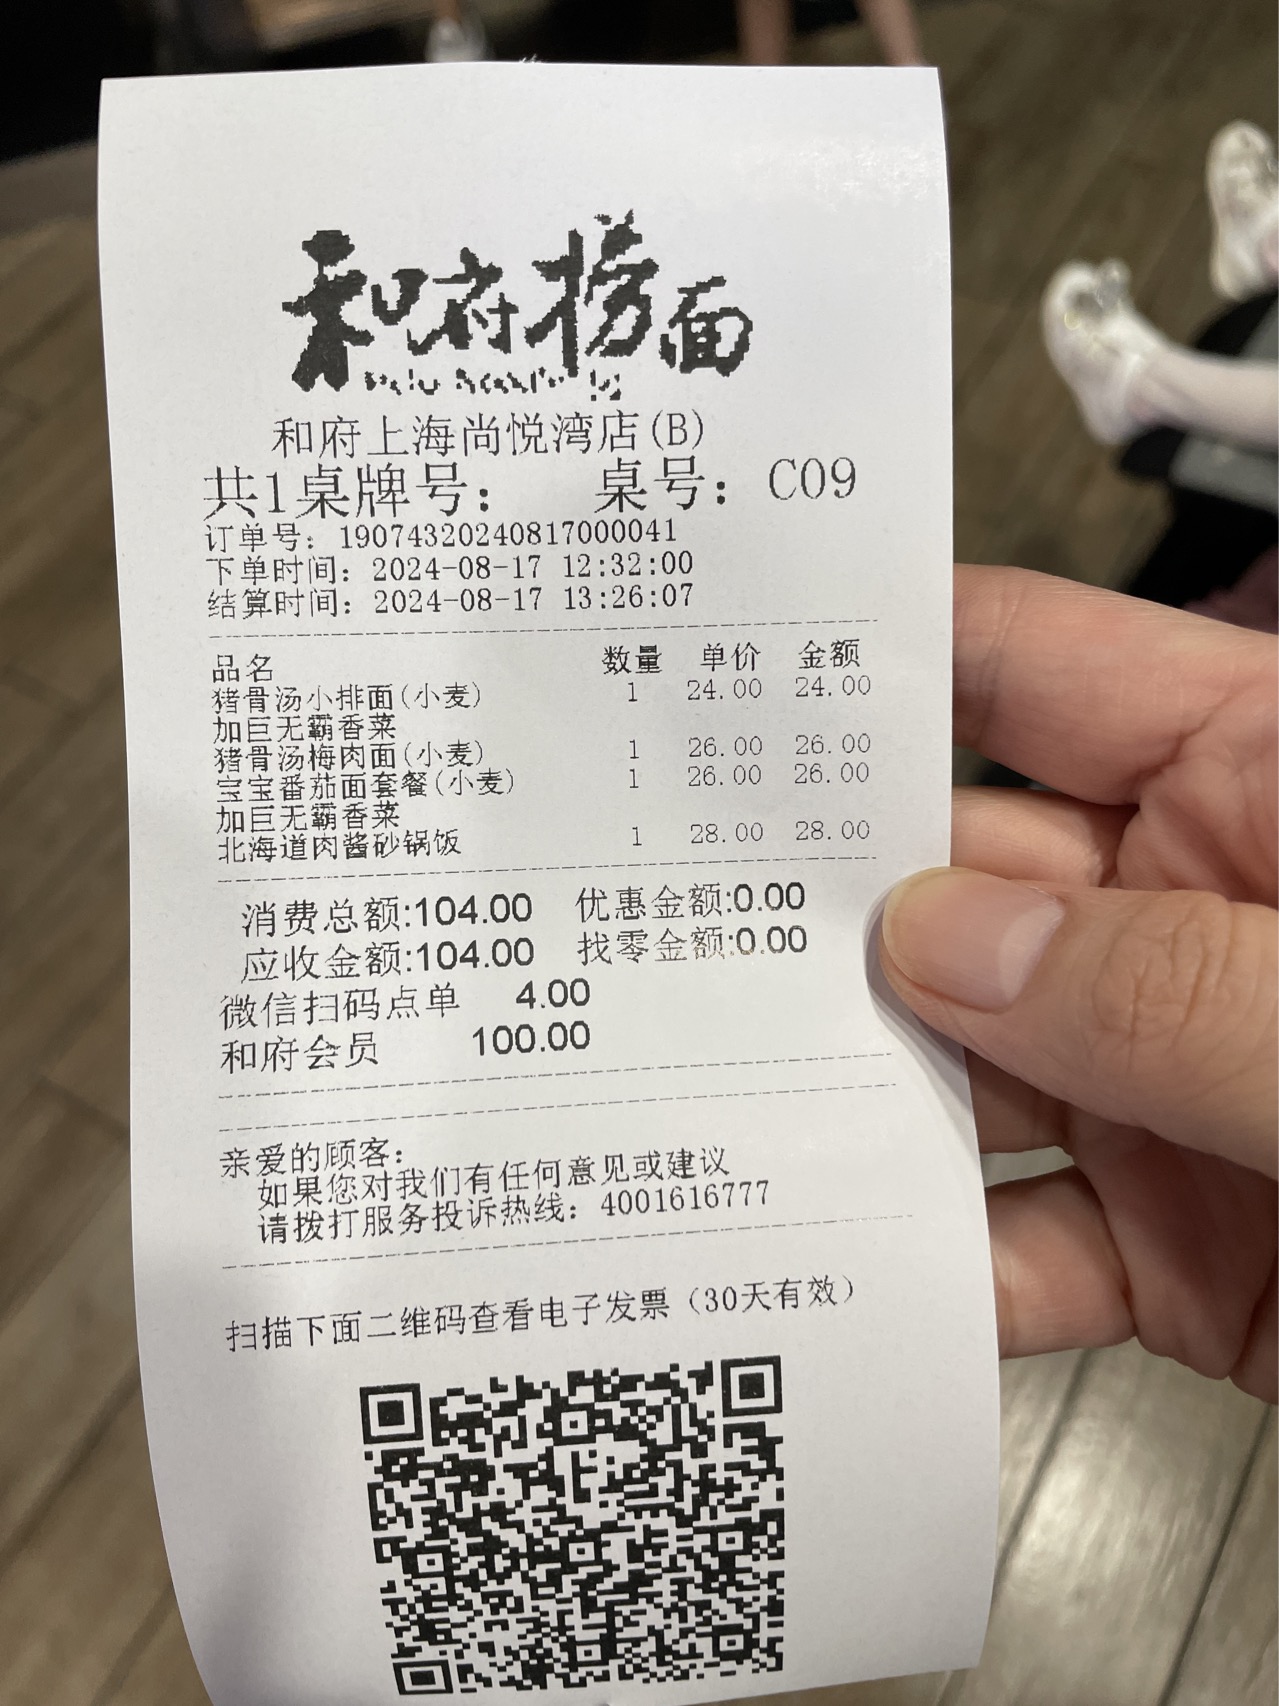 和府捞面
和府上海尚悦湾店(B)
共1桌牌号： 桌号：C09
订单号：19074320240817000041
下单时间：2024-08-17 12:32:00
结算时间：2024-08-17 13:26:07
品名 数量 单价 金额
猪骨汤小排面(小麦) 1 24.00 24.00
加巨无霸香菜
猪骨汤梅肉面(小麦) 1 26.00 26.00
宝宝番茄面套餐(小麦) 1 26.00 26.00
加巨无霸香菜
北海道肉酱砂锅饭 1 28.00 28.00
消费总额:104.00 优惠金额:0.00
应收金额:104.00 找零金额:0.00
微信扫码点单 4.00
和府会员 100.00
亲爱的顾客：
如果您对我们有任何意见或建议
请拨打服务投诉热线：4001616777
扫描下面二维码查看电子发票（30天有效）